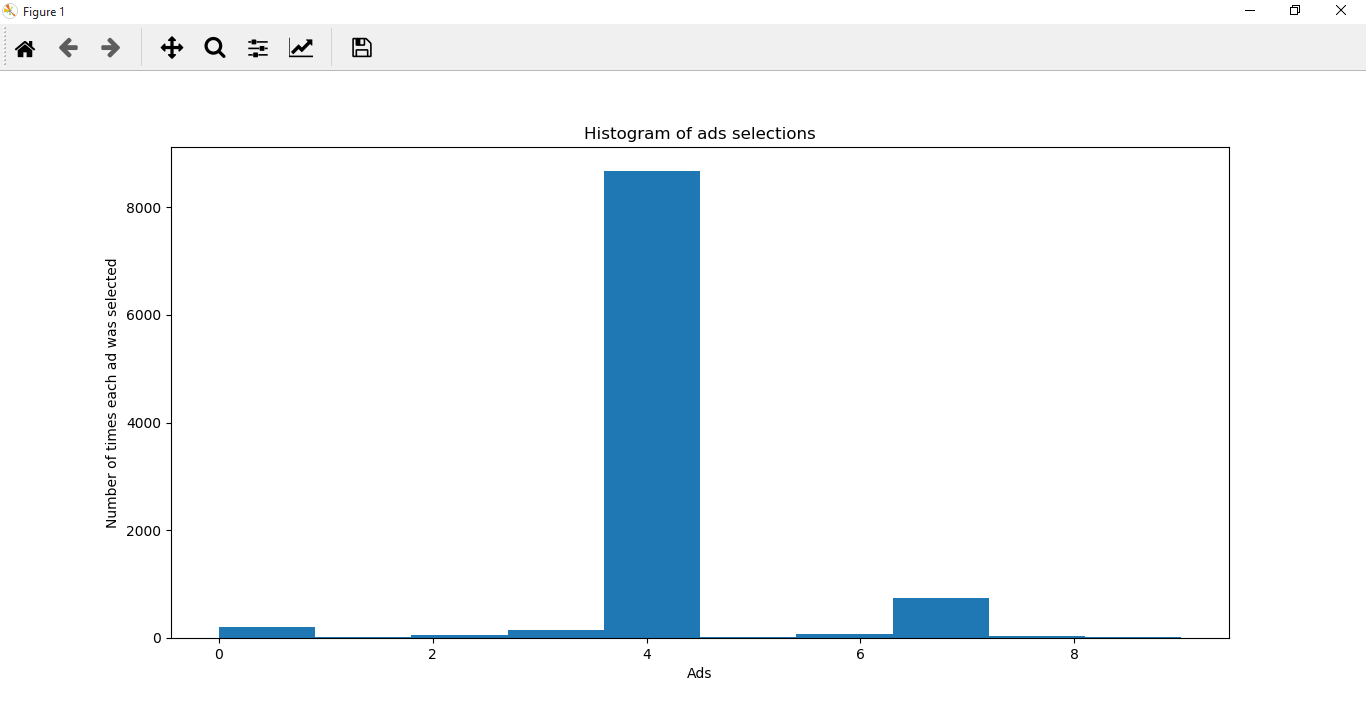 Figure 1
Histogram of ads selections
Number of times each ad was selected
8000
6000
4000
2000
0
0 2 4 6 8
Ads